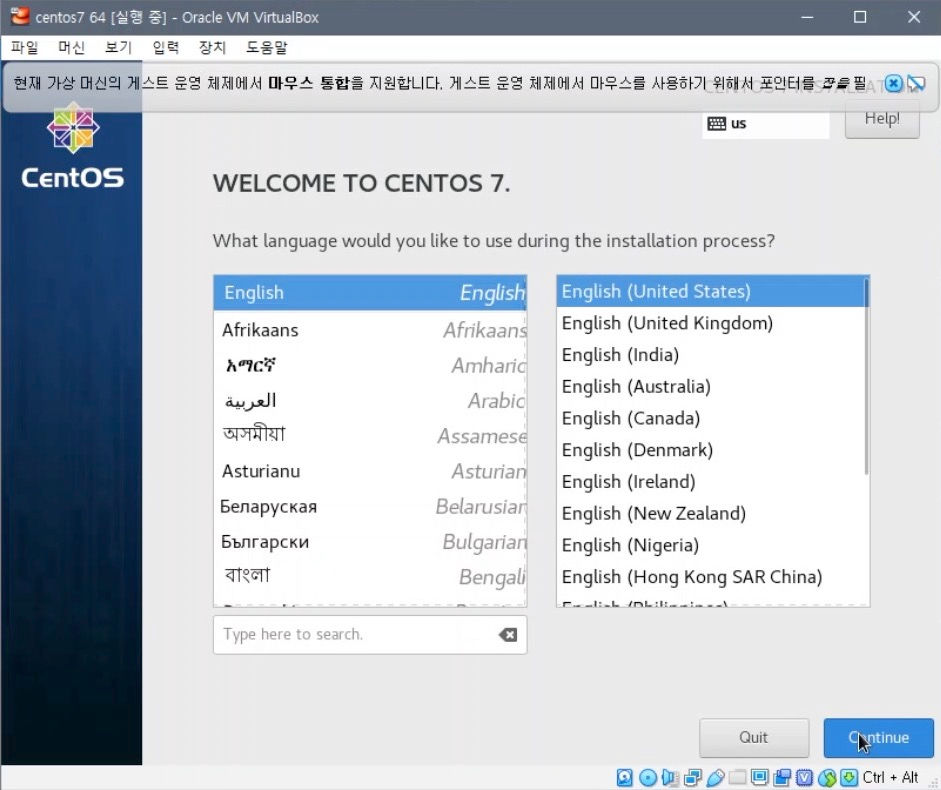 centos7 64 [실행 중] - Oracle VM VirtualBox
파일 머신 보기 입력 장치 도움말
현재 가상 머신의 게스트 운영 체제에서 마우스 통합을 지원합니다. 게스트 운영 체제에서 마우스를 사용하기 위해서 포인터를 필
CentOS
us
Help!
WELCOME TO CENTOS 7.
What language would you like to use during the installation process?
English English
Afrikaans Afrikaans
አማርኛ Amharic
العربية Arabic
অসমীয়া Assamese
Asturianu Asturian
Беларуская Belarusian
Български Bulgarian
বাংলা Bengali
English (United States)
English (United Kingdom)
English (India)
English (Australia)
English (Canada)
English (Denmark)
English (Ireland)
English (New Zealand)
English (Nigeria)
English (Hong Kong SAR China)
English (Philippines)
Type here to search.
Quit
Continue
Ctrl + Alt